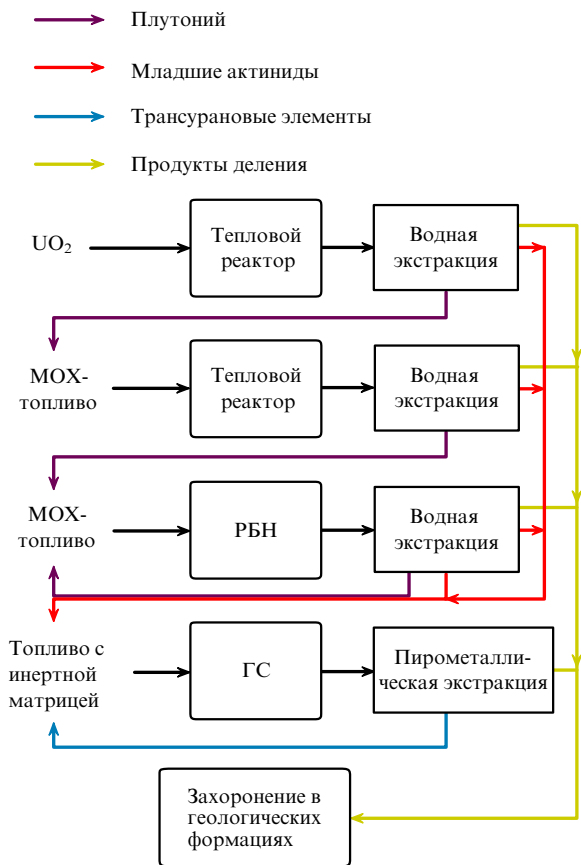 Плутоний
Младшие актиниды
Трансурановые элементы
Продукты деления
UO₂
Тепловой
реактор
Водная
экстракция
МОХ-
топливо
Тепловой
реактор
Водная
экстракция
МОХ-
топливо
РБН
Водная
экстракция
Топливо с
инертной
матрицей
ГС
Пирометалли-
ческая экстракция
Захоронение в
геологических
формациях